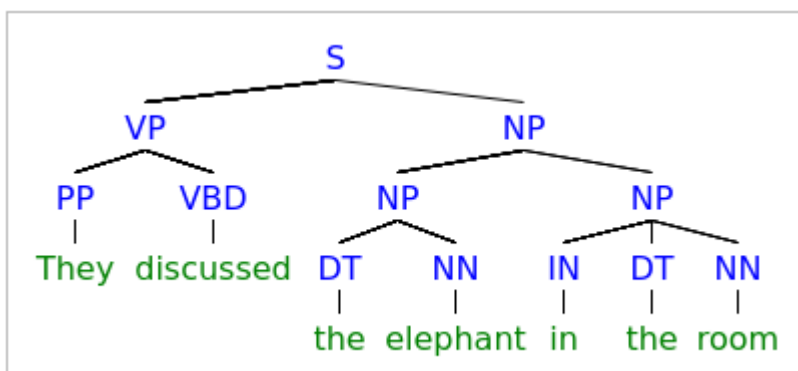 S
VP NP
PP VBD NP NP
They discussed DT NN IN DT NN
the elephant in the room